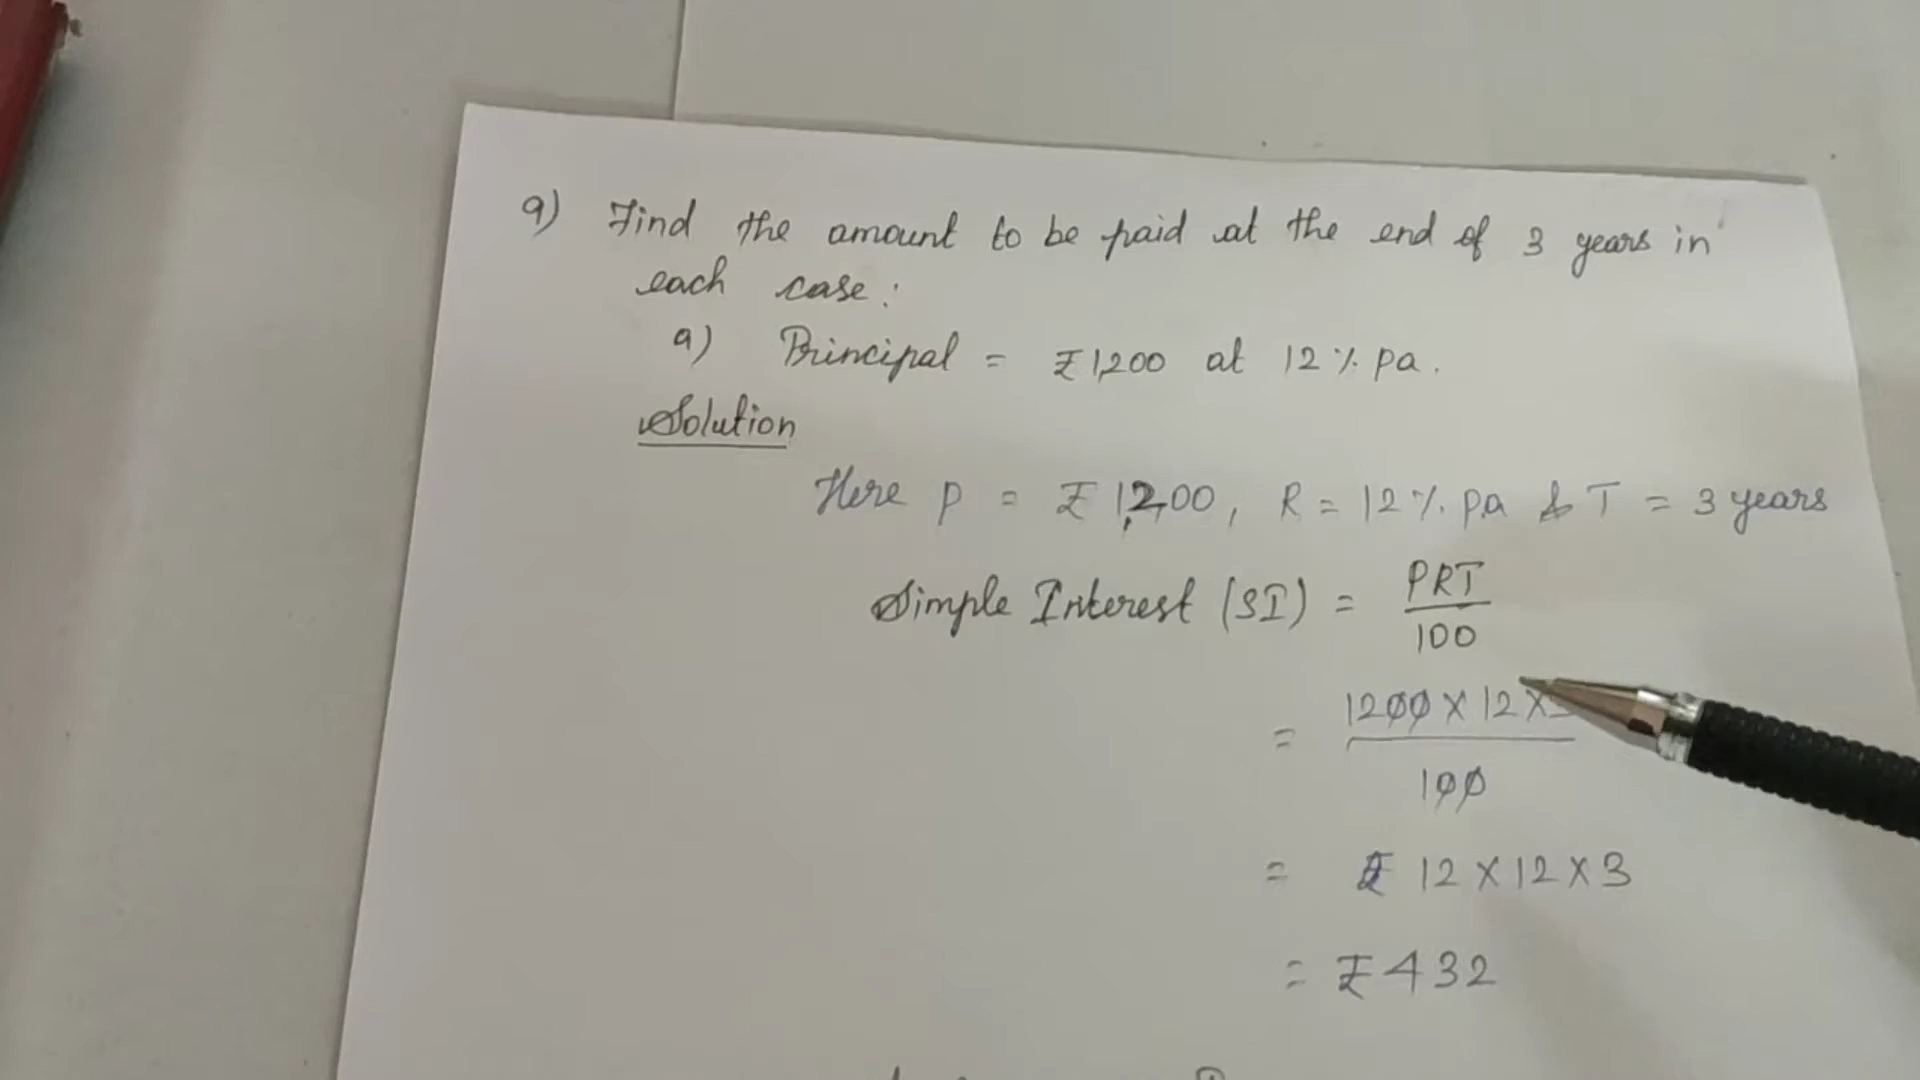 9) Find the amount to be paid at the end of 3 years in
each case:
a) Principal = ₹1,200 at 12% pa.
Solution
Here P = ₹1,200, R = 12% pa & T = 3 years
Simple Interest (SI) = PRT
100
= 1200 X 12 X
100
= ₹ 12 X 12 X 3
= ₹432